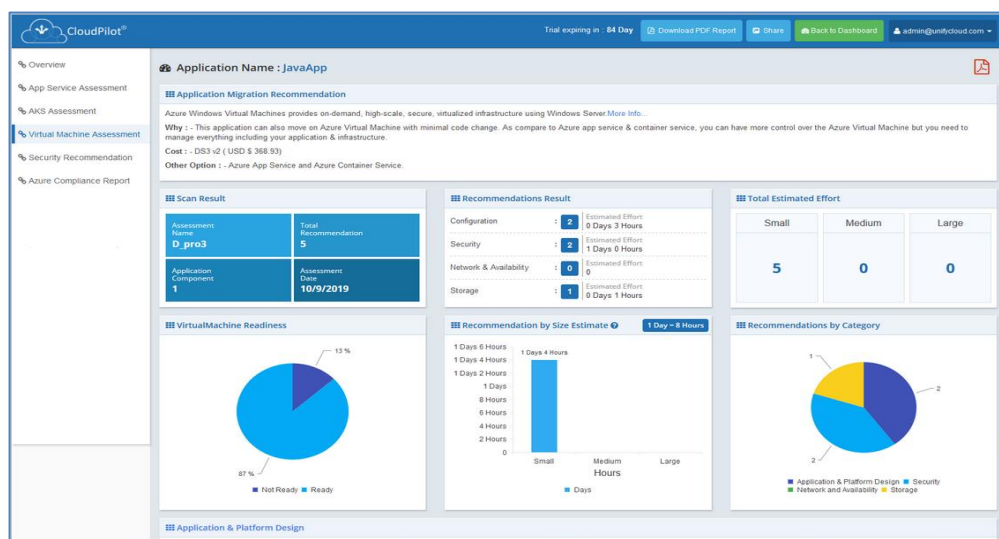 CloudPilot®
Trial expiring in : 84 Day
Download PDF Report
Share
Back to Dashboard
admin@unifycloud.com
Overview
App Service Assessment
AKS Assessment
Virtual Machine Assessment
Security Recommendation
Azure Compliance Report
Application Name : JavaApp
Application Migration Recommendation
Azure Windows Virtual Machines provides on-demand, high-scale, secure, virtualized infrastructure using Windows Server.More Info...
Why : - This application can also move on Azure Virtual Machine with minimal code change. As compare to Azure app service & container service, you can have more control over the Azure Virtual Machine but you need to
manage everything including your application & infrastructure.
Cost : - DS3 v2 ( USD $ 368.93)
Other Option : - Azure App Service and Azure Container Service.
Scan Result
Assessment
Name
D_pro3
Total
Recommendation
5
Application
Component
1
Assessment
Date
10/9/2019
Recommendations Result
Configuration : 2 Estimated Effort
0 Days 3 Hours
Security : 2 Estimated Effort
1 Days 0 Hours
Network & Availability : 0 Estimated Effort
0
Storage : 1 Estimated Effort
0 Days 1 Hours
Total Estimated Effort
Small Medium Large
5 0 0
VirtualMachine Readiness
13 %
87 %
Not Ready Ready
Recommendation by Size Estimate
1 Day = 8 Hours
1 Days 6 Hours
1 Days 4 Hours
1 Days 2 Hours
1 Day
8 Hours
6 Hours
4 Hours
2 Hours
0
1 Days 4 Hours
Small Medium Large
Hours
Days
Recommendations by Category
1
2
2
Application & Platform Design Security
Network and Availability Storage
Application & Platform Design